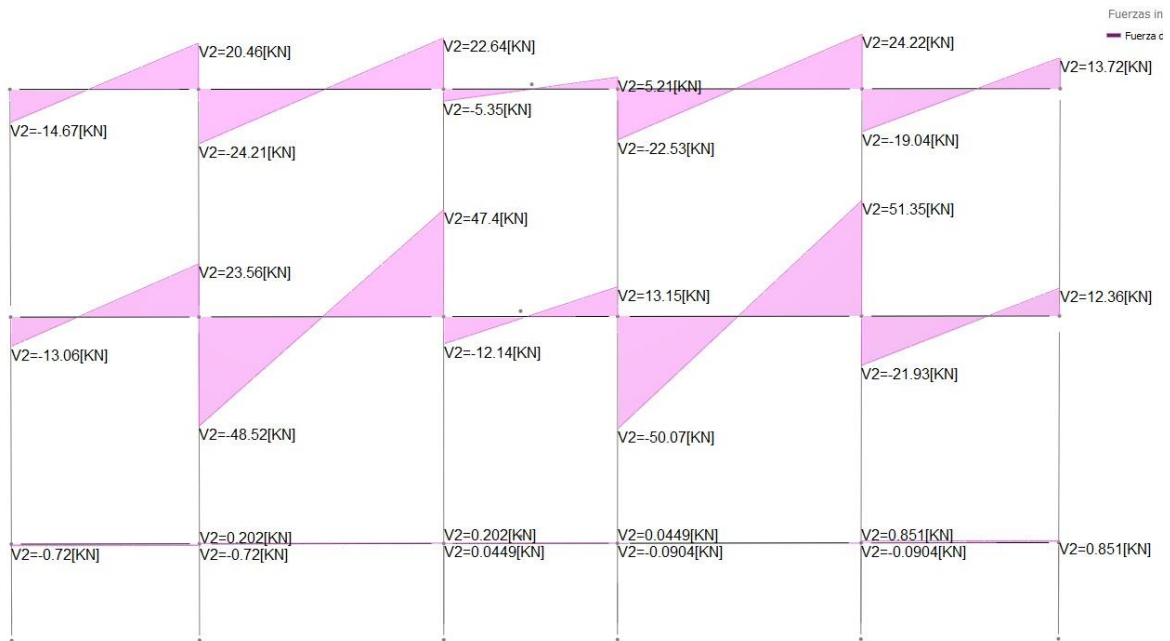 Fuerzas in
Fuerza d
V2=20.46[KN]
V2=22.64[KN]
V2=24.22[KN]
V2=13.72[KN]
V2=5.21[KN]
V2=-5.35[KN]
V2=-14.67[KN]
V2=-24.21[KN]
V2=-22.53[KN]
V2=-19.04[KN]
V2=47.4[KN]
V2=51.35[KN]
V2=23.56[KN]
V2=13.15[KN]
V2=12.36[KN]
V2=-13.06[KN]
V2=-12.14[KN]
V2=-21.93[KN]
V2=-48.52[KN]
V2=-50.07[KN]
V2=0.202[KN]
V2=0.202[KN]
V2=0.0449[KN]
V2=0.851[KN]
V2=-0.72[KN]
V2=-0.72[KN]
V2=0.0449[KN]
V2=-0.0904[KN]
V2=-0.0904[KN]
V2=0.851[KN]